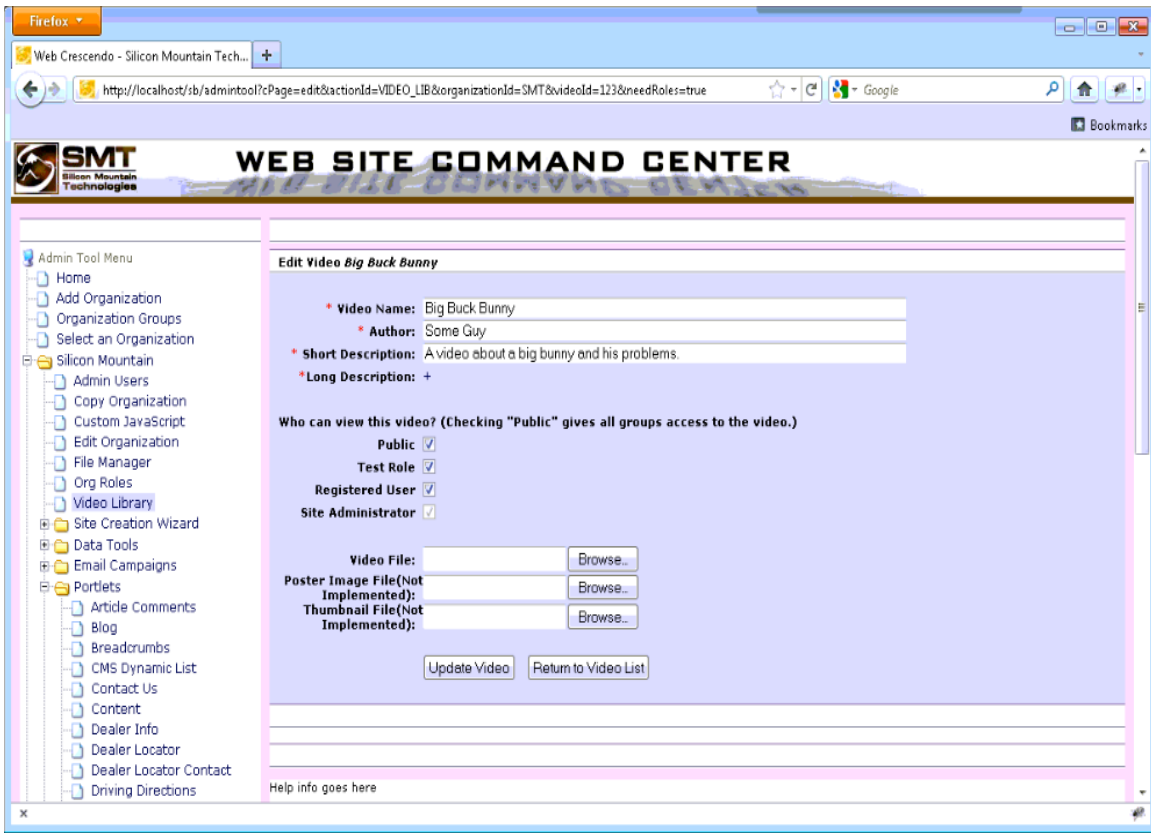 Firefox
Web Crescendo - Silicon Mountain Tech...
http://localhost/sb/admintool?cPage=edit&actionId=VIDEO_LIB&organizationId=SMT&videoId=123&needRoles=true
Google
Bookmarks
SMT
Silicon Mountain
Technologies
WEB SITE COMMAND CENTER
Admin Tool Menu
Home
Add Organization
Organization Groups
Select an Organization
Silicon Mountain
Admin Users
Copy Organization
Custom JavaScript
Edit Organization
File Manager
Org Roles
Video Library
Site Creation Wizard
Data Tools
Email Campaigns
Portlets
Article Comments
Blog
Breadcrumbs
CMS Dynamic List
Contact Us
Content
Dealer Info
Dealer Locator
Dealer Locator Contact
Driving Directions
Edit Video Big Buck Bunny
* Video Name: Big Buck Bunny
* Author: Some Guy
* Short Description: A video about a big bunny and his problems.
*Long Description: +
Who can view this video? (Checking "Public" gives all groups access to the video.)
Public
Test Role
Registered User
Site Administrator
Video File: Browse..
Poster Image File(Not
Implemented): Browse..
Thumbnail File(Not
Implemented): Browse..
Update Video Return to Video List
Help info goes here